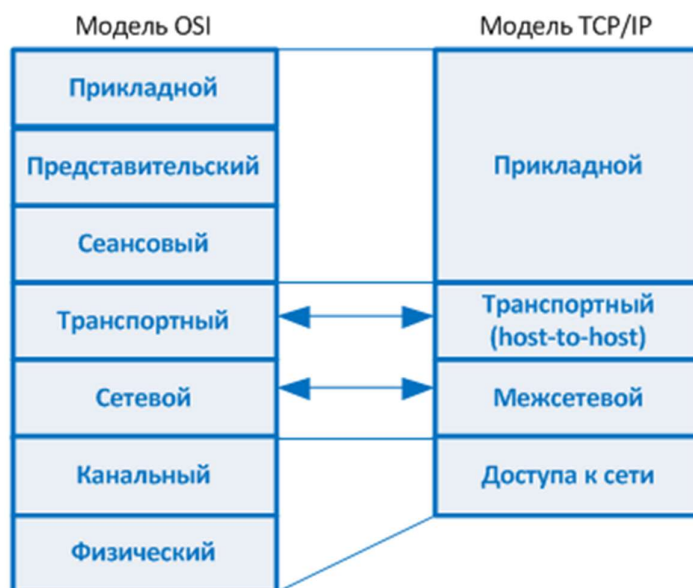 Модель OSI
Модель TCP/IP
Прикладной
Представительский
Сеансовый
Транспортный
Сетевой
Канальный
Физический
Прикладной
Транспортный
(host-to-host)
Межсетевой
Доступа к сети